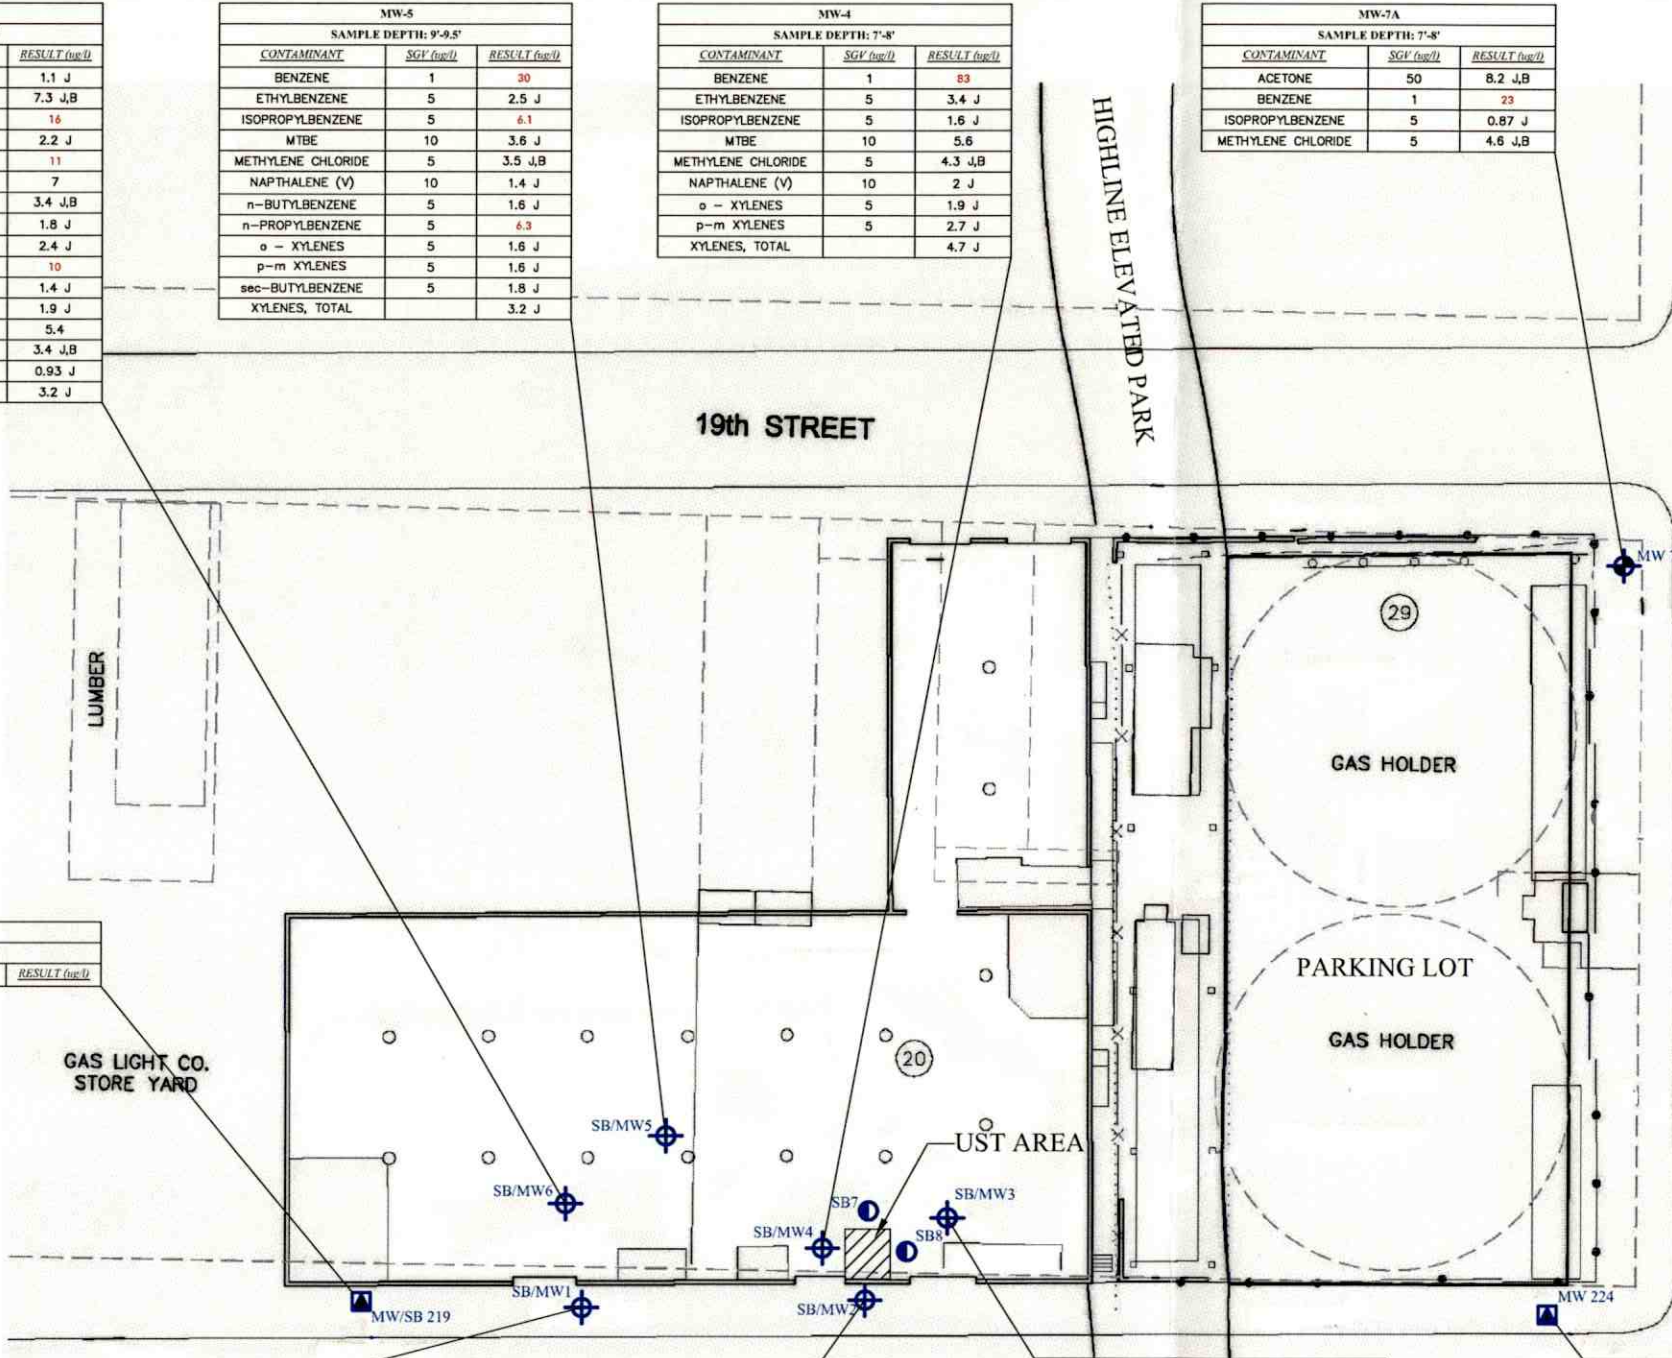 RESULT (ug/l)
1.1 J
7.3 J,B
16
2.2 J
11
7
3.4 J,B
1.8 J
2.4 J
10
1.4 J
1.9 J
5.4
3.4 J,B
0.93 J
3.2 J
MW-5
SAMPLE DEPTH: 9'-9.5'
CONTAMINANT SGV (ug/l) RESULT (ug/l)
BENZENE 1 30
ETHYLBENZENE 5 2.5 J
ISOPROPYLBENZENE 5 6.1
MTBE 10 3.6 J
METHYLENE CHLORIDE 5 3.5 J,B
NAPTHALENE (V) 10 1.4 J
n-BUTYLBENZENE 5 1.6 J
n-PROPYLBENZENE 5 6.3
o - XYLENES 5 1.6 J
p-m XYLENES 5 1.6 J
sec-BUTYLBENZENE 5 1.8 J
XYLENES, TOTAL 3.2 J
MW-4
SAMPLE DEPTH: 7'-8'
CONTAMINANT SGV (ug/l) RESULT (ug/l)
BENZENE 1 83
ETHYLBENZENE 5 3.4 J
ISOPROPYLBENZENE 5 1.6 J
MTBE 10 5.6
METHYLENE CHLORIDE 5 4.3 J,B
NAPTHALENE (V) 10 2 J
o - XYLENES 5 1.9 J
p-m XYLENES 5 2.7 J
XYLENES, TOTAL 4.7 J
MW-7A
SAMPLE DEPTH: 7'-8'
CONTAMINANT SGV (ug/l) RESULT (ug/l)
ACETONE 50 8.2 J,B
BENZENE 1 23
ISOPROPYLBENZENE 5 0.87 J
METHYLENE CHLORIDE 5 4.6 J,B
HIGHLINE ELEVATED PARK
19th STREET
MW
29
LUMBER
GAS HOLDER
PARKING LOT
GAS HOLDER
RESULT (ug/l)
GAS LIGHT CO.
STORE YARD
20
SB/MW5
UST AREA
SB/MW6
SB7
SB/MW3
SB/MW4
SB8
SB/MW1
SB/MW2
MW/SB 219
MW 224